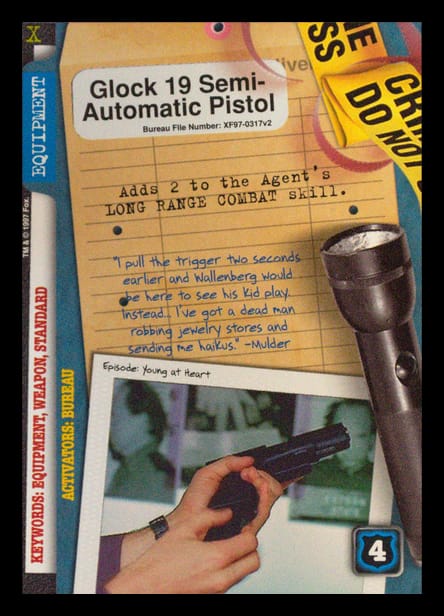 X
EQUIPMENT
Glock 19 Semi-
Automatic Pistol
Bureau File Number: XF97-0317v2
CRI
DO NOT
Adds 2 to the Agent's
LONG RANGE COMBAT skill.
"I pull the trigger two seconds
earlier and Wallenberg would
be here to see his kid play.
Instead... I've got a dead man
robbing jewelry stores and
sending me haikus." -Mulder
Episode: Young at Heart
TM & © 1997 Fox.
KEYWORDS: EQUIPMENT, WEAPON, STANDARD
ACTIVATORS: BUREAU
4